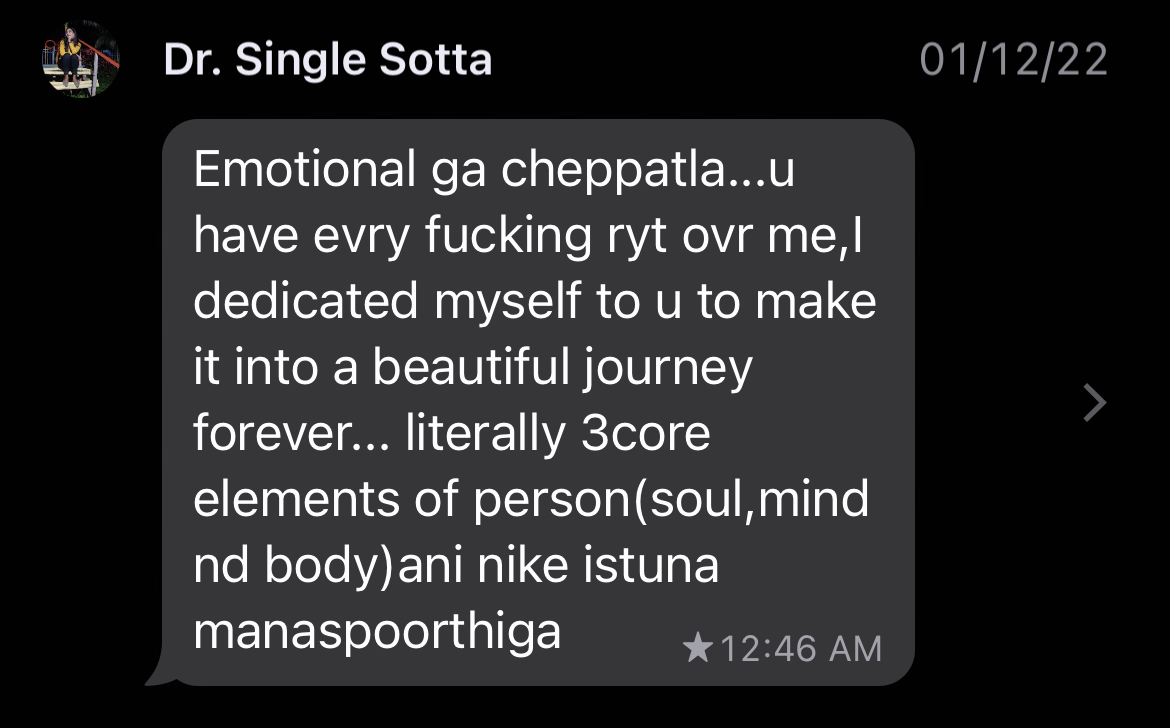 Dr. Single Sotta
01/12/22
Emotional ga cheppatla...u
have evry fucking ryt ovr me,I
dedicated myself to u to make
it into a beautiful journey
forever... literally 3core
elements of person(soul,mind
nd body)ani nike istuna
manaspoorthiga
★12:46 AM